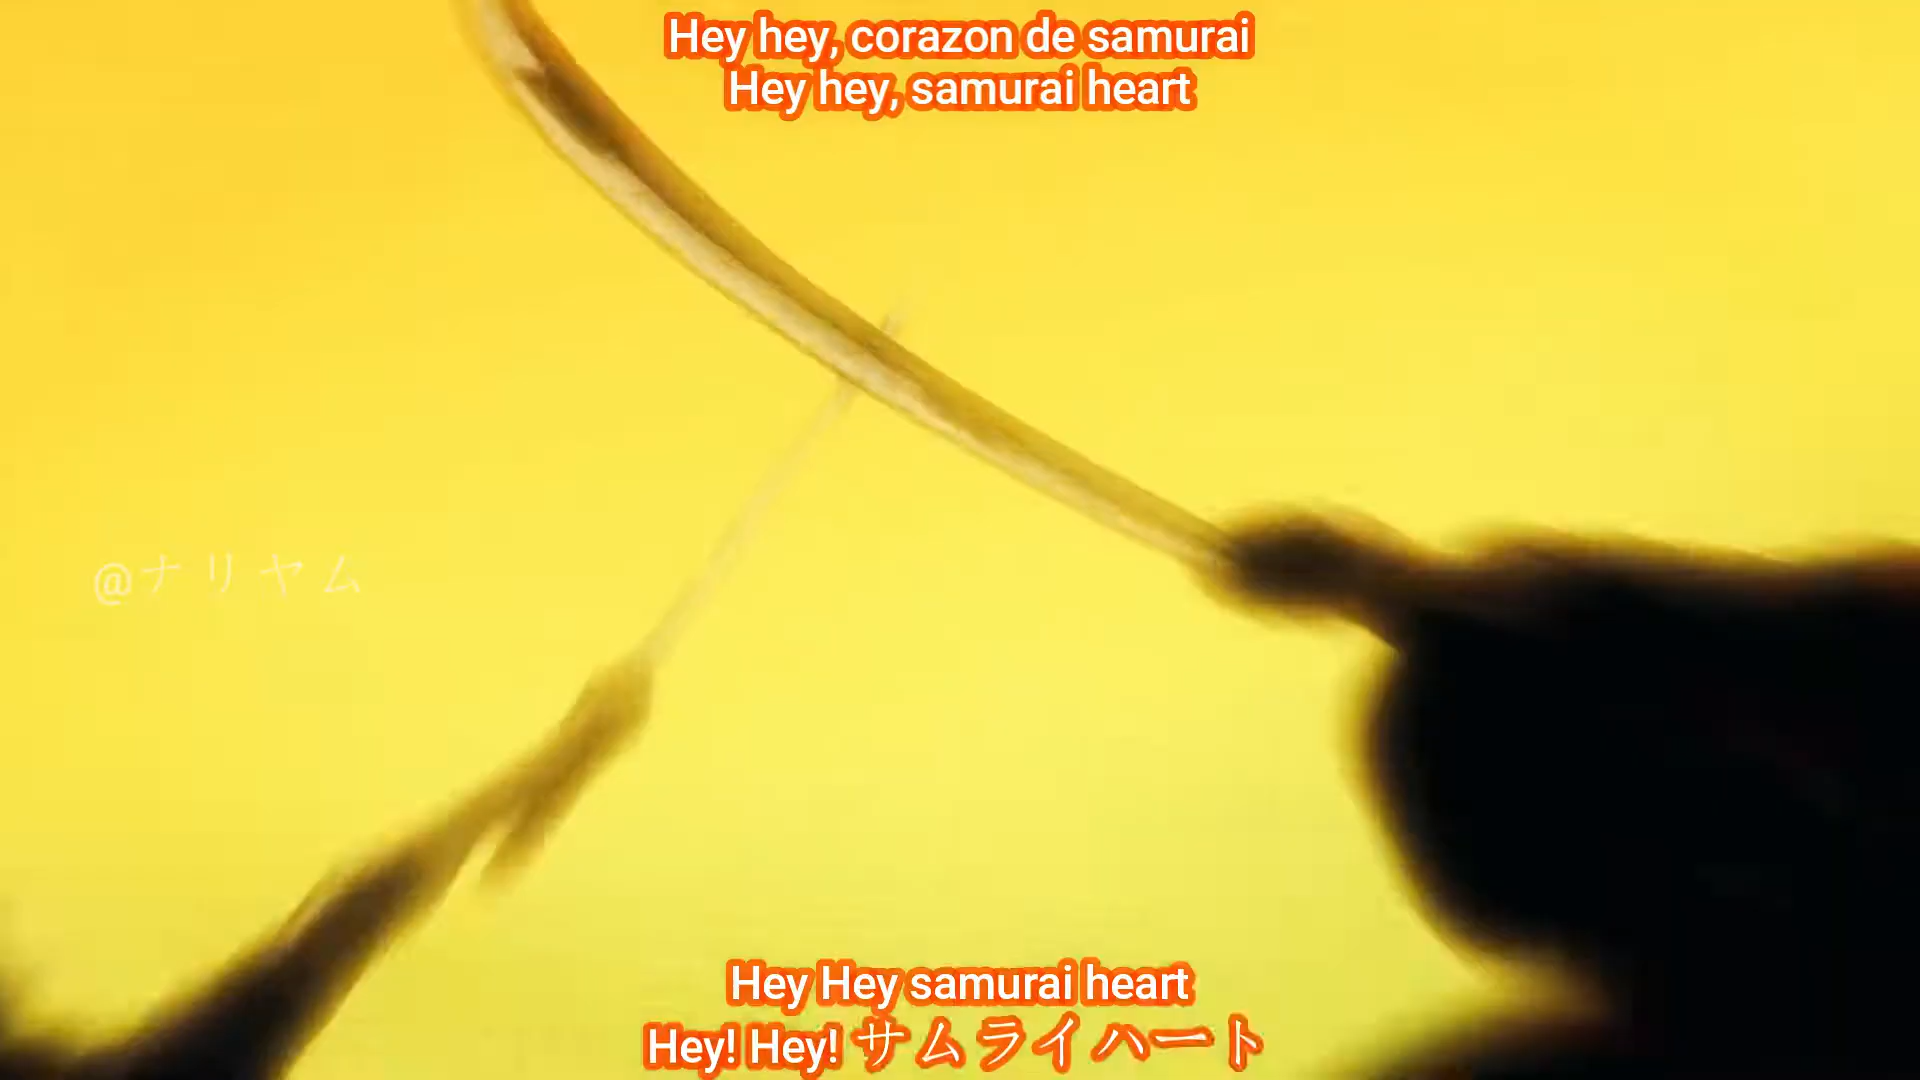 Hey hey, corazon de samurai
Hey hey, samurai heart
@ナリヤム
Hey Hey samurai heart
Hey! Hey! サムライハート